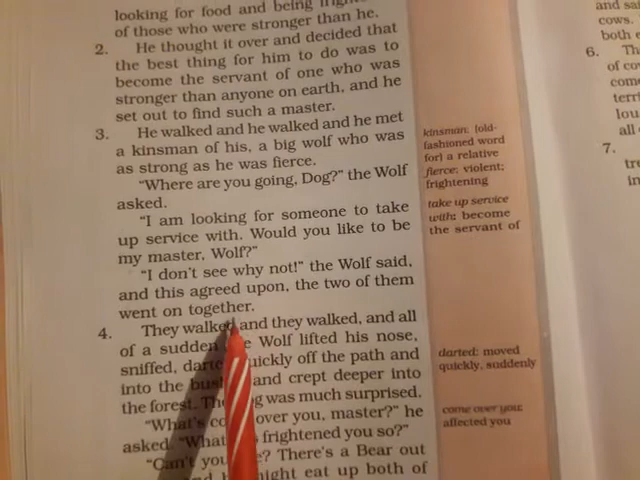 looking for food and being
of those who were stronger than he.
2. He thought it over and decided that
the best thing for him to do was to
become the servant of one who was
stronger than anyone on earth, and he
set out to find such a master.
3. He walked and he walked and he met
a kinsman of his, a big wolf who was
as strong as he was fierce.
"Where are you going, Dog?" the Wolf
asked.
"I am looking for someone to take
up service with. Would you like to be
my master, Wolf?"
"I don't see why not!" the Wolf said,
and this agreed upon, the two of them
went on together.
4. They walked and they walked, and all
of a sudden Wolf lifted his nose,
sniffed, quickly off the path and
into the and crept deeper into
the forest. was much surprised.
"What's over you, master?" he
asked. frightened you so?"
"Can't you There's a Bear out
eat up both of
kinsman: (old-
fashioned word
for) a relative
fierce: violent;
frightening
take up service
with: become
the servant of
darted: moved
quickly, suddenly
come over you:
affected you
and
cows.
both
6.
of
lou
all
7.
tre
in